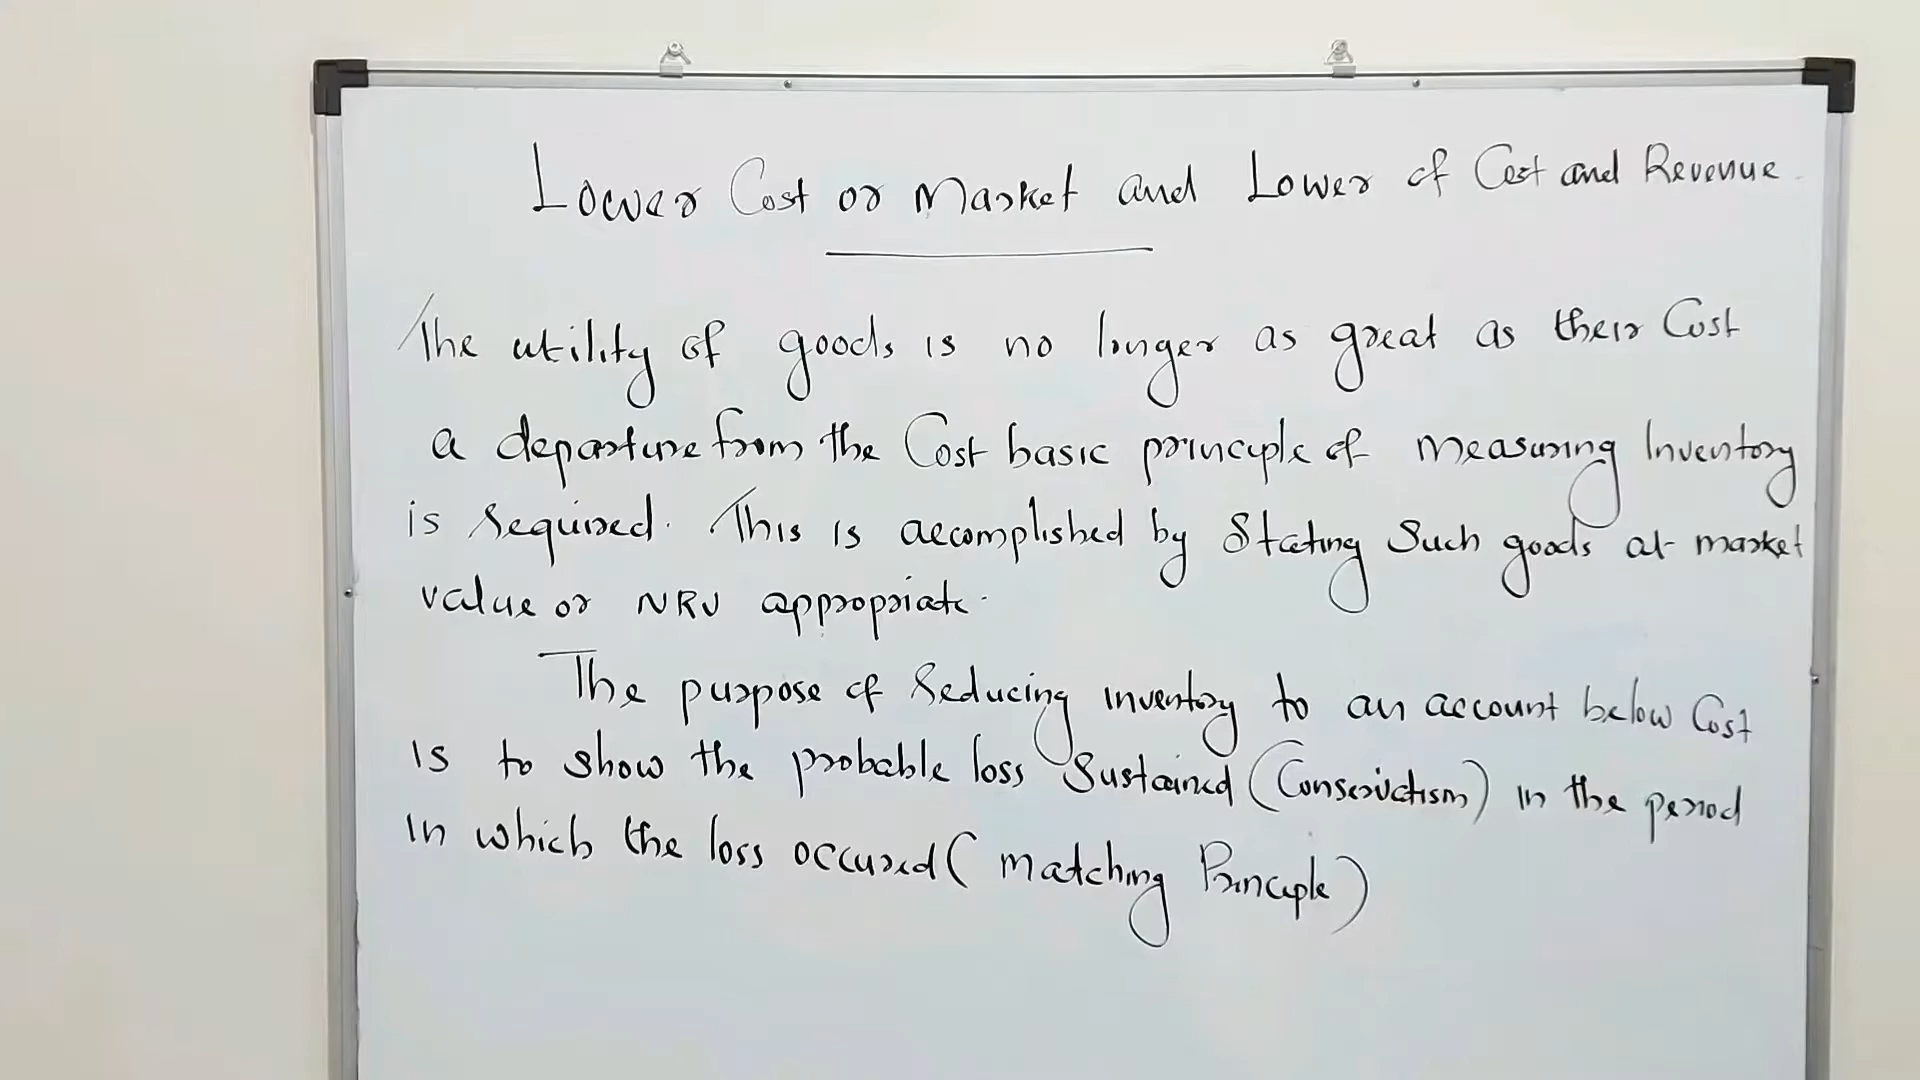 Lower Cost or Market and Lower of Cost and Revenue
The utility of goods is no longer as great as their Cost
a departure from the Cost basic principle of measuring Inventory
is required. This is accomplished by Stating Such goods at market
value or NRV appropriate.
The purpose of reducing inventory to an account below Cost
is to show the probable loss Sustained (Conservictism) in the period
in which the loss occured (matching Principle)